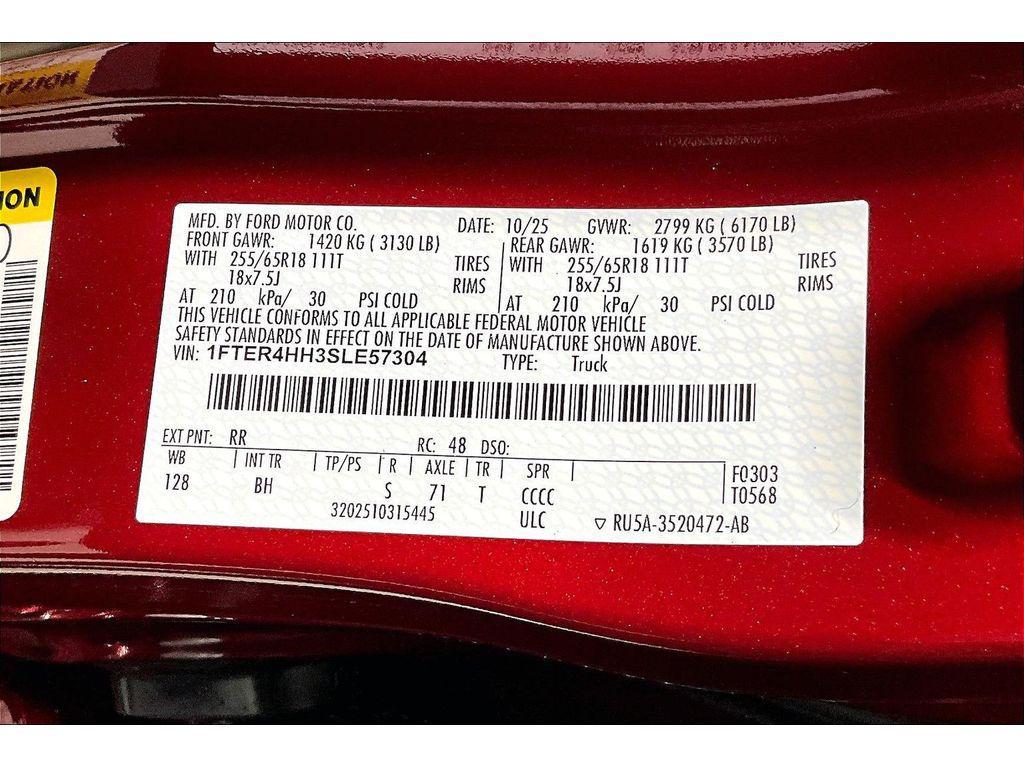 ION
MFD. BY FORD MOTOR CO. DATE: 10/25 GVWR: 2799 KG ( 6170 LB)
FRONT GAWR: 1420 KG ( 3130 LB) REAR GAWR: 1619 KG ( 3570 LB)
WITH 255/65R18 111T TIRES WITH 255/65R18 111T TIRES
18x7.5J RIMS 18x7.5J RIMS
AT 210 kPa/ 30 PSI COLD AT 210 kPa/ 30 PSI COLD
THIS VEHICLE CONFORMS TO ALL APPLICABLE FEDERAL MOTOR VEHICLE
SAFETY STANDARDS IN EFFECT ON THE DATE OF MANUFACTURE SHOWN ABOVE.
VIN: 1FTER4HH3SLE57304 TYPE: Truck
EXT PNT: RR RC: 48 DSO:
WB INT TR TP/PS R AXLE TR SPR F0303
128 BH S 71 T CCCC T0568
3202510315445 ULC ▽ RU5A-3520472-AB